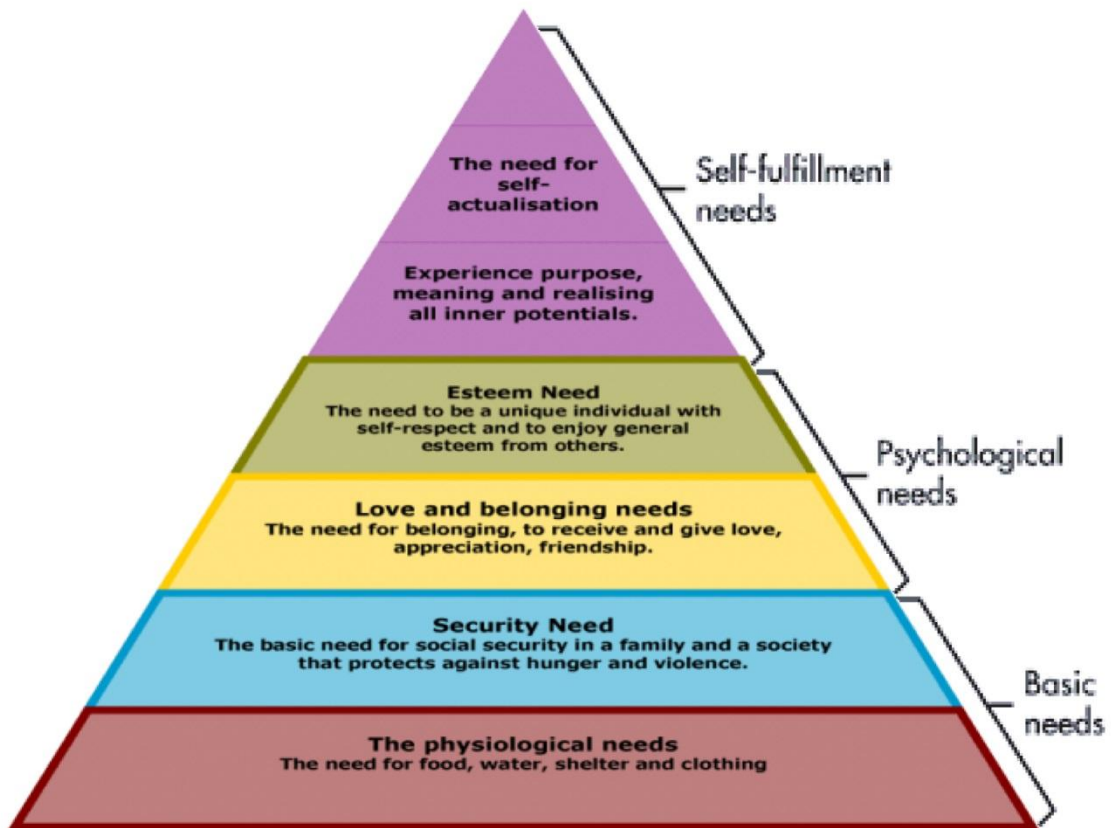 The need for
self-
actualisation
Self-fulfillment
needs
Experience purpose,
meaning and realising
all inner potentials.
Esteem Need
The need to be a unique individual with
self-respect and to enjoy general
esteem from others.
Psychological
needs
Love and belonging needs
The need for belonging, to receive and give love,
appreciation, friendship.
Security Need
The basic need for social security in a family and a society
that protects against hunger and violence.
Basic
needs
The physiological needs
The need for food, water, shelter and clothing